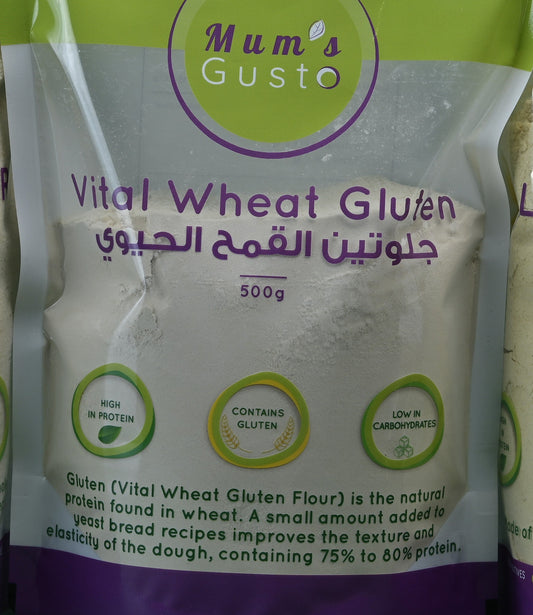 Mum's
Gusto
Vital Wheat Gluten
جلوتين القمح الحيوي
500g
HIGH
IN PROTEIN
CONTAINS
GLUTEN
LOW IN
CARBOHYDRATES
Gluten (Vital Wheat Gluten Flour) is the natural
protein found in wheat. A small amount added to
yeast bread recipes improves the texture and
elasticity of the dough, containing 75% to 80% protein.